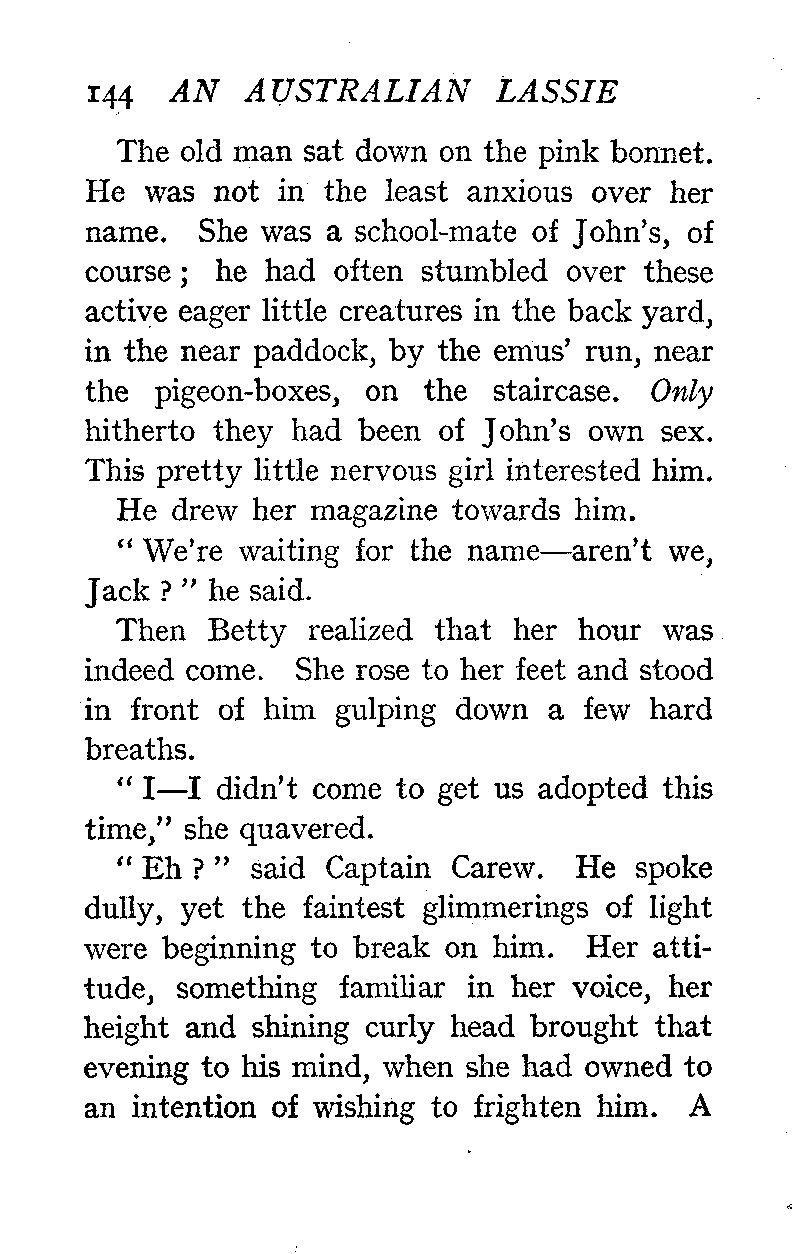 144 AN AUSTRALIAN LASSIE
The old man sat down on the pink bonnet.
He was not in the least anxious over her
name. She was a school-mate of John's, of
course ; he had often stumbled over these
active eager little creatures in the back yard,
in the near paddock, by the emus' run, near
the pigeon-boxes, on the staircase. Only
hitherto they had been of John's own sex.
This pretty little nervous girl interested him.
He drew her magazine towards him.
" We're waiting for the name—aren't we,
Jack ? " he said.
Then Betty realized that her hour was
indeed come. She rose to her feet and stood
in front of him gulping down a few hard
breaths.
" I—I didn't come to get us adopted this
time," she quavered.
" Eh ? " said Captain Carew. He spoke
dully, yet the faintest glimmerings of light
were beginning to break on him. Her atti-
tude, something familiar in her voice, her
height and shining curly head brought that
evening to his mind, when she had owned to
an intention of wishing to frighten him. A